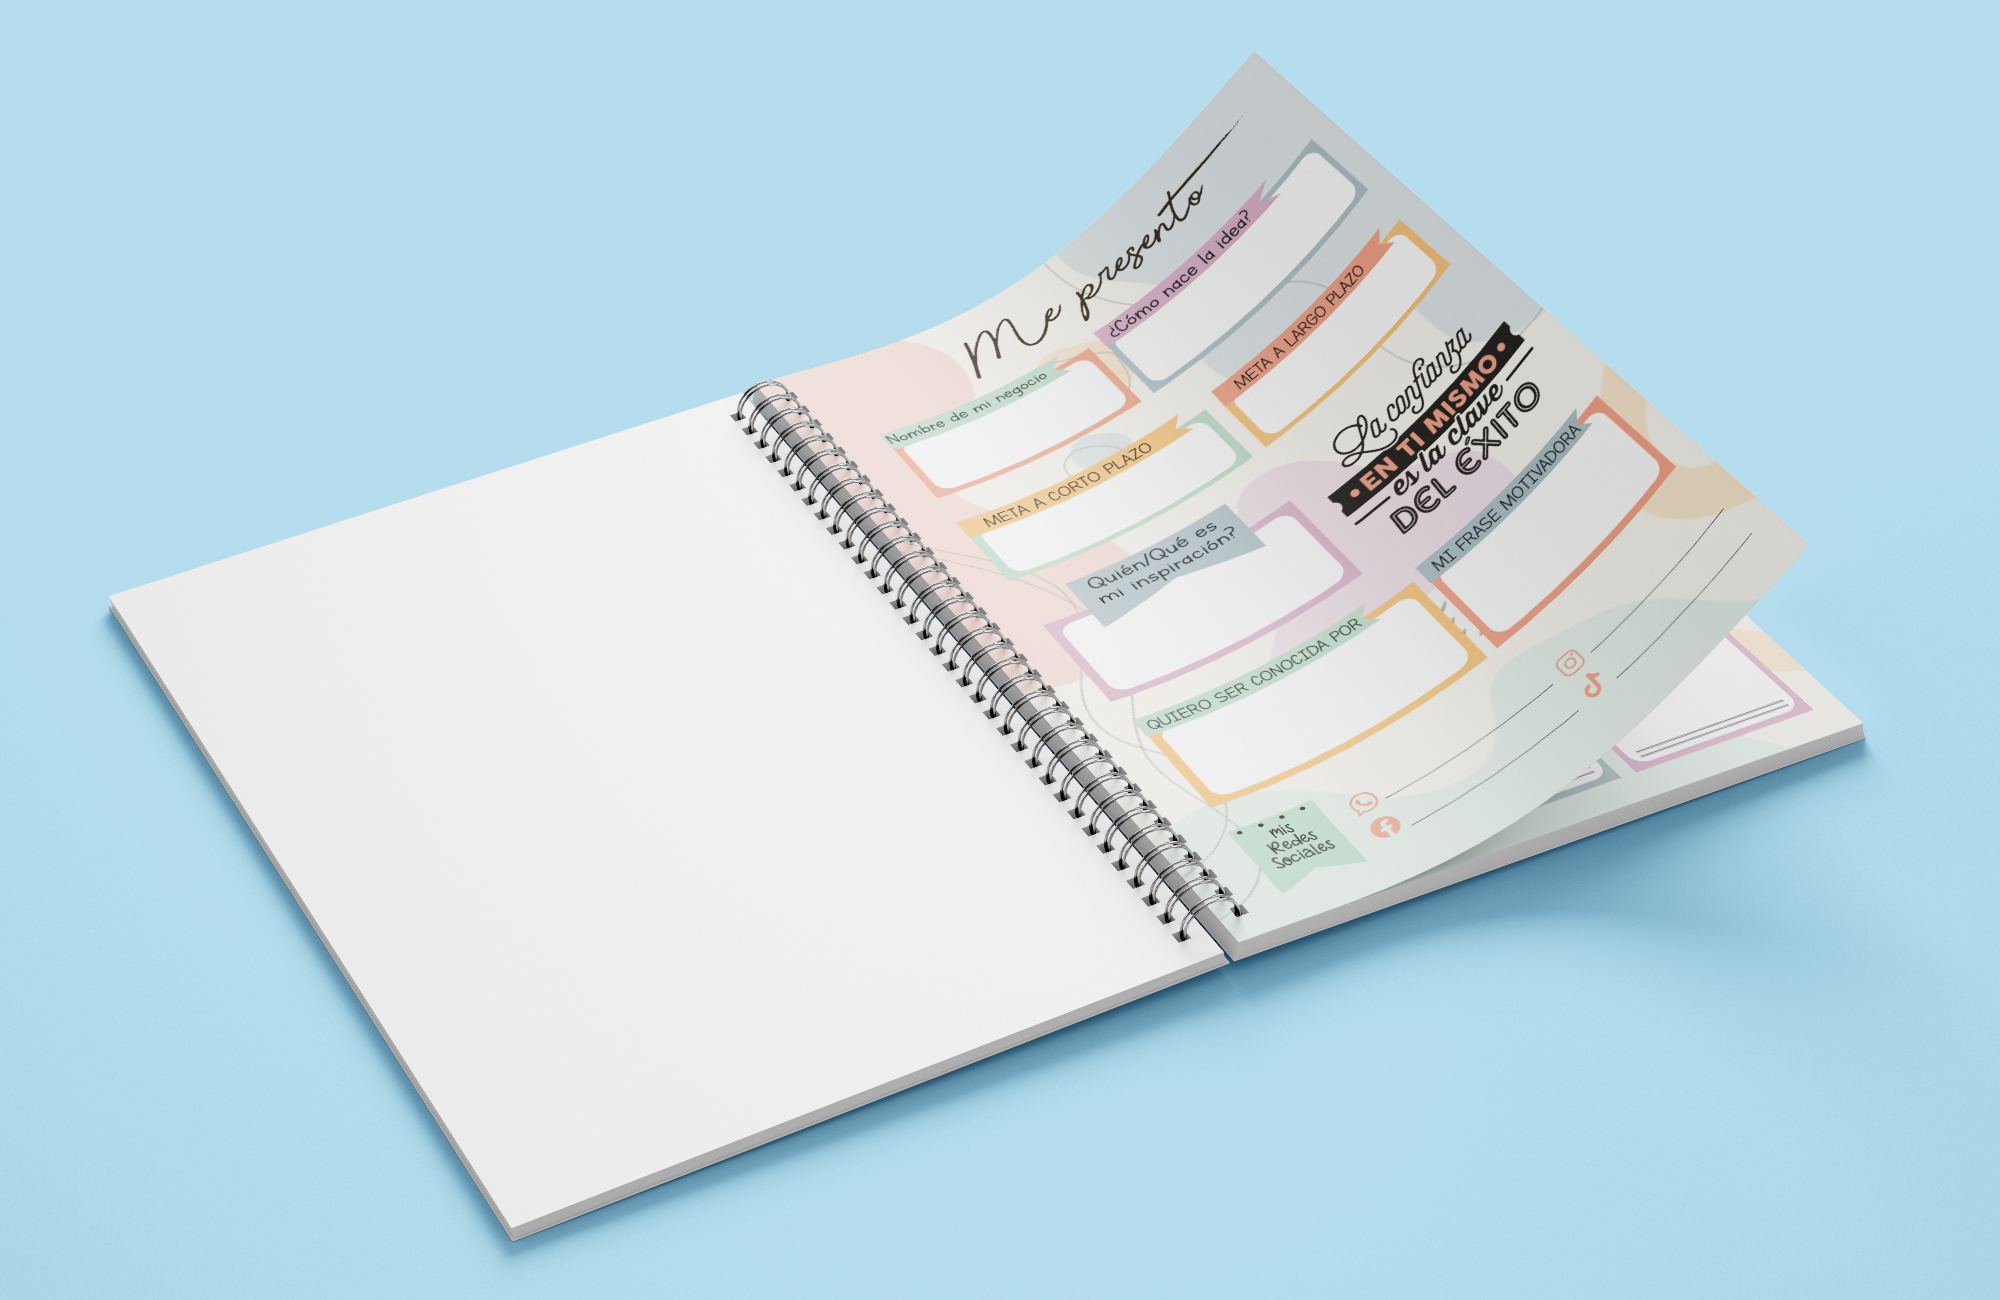 Me presento
Nombre de mi negocio
¿Cómo nace la idea?
META A CORTO PLAZO
META A LARGO PLAZO
Quién/Qué es
mi inspiración?
La confianza
EN TI MISMO
es la clave
DEL ÉXITO
QUIERO SER CONOCIDA POR
MI FRASE MOTIVADORA
mis
Redes
Sociales